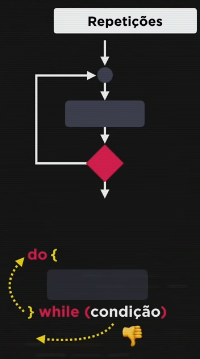 Repetições
do {
} while (condição)